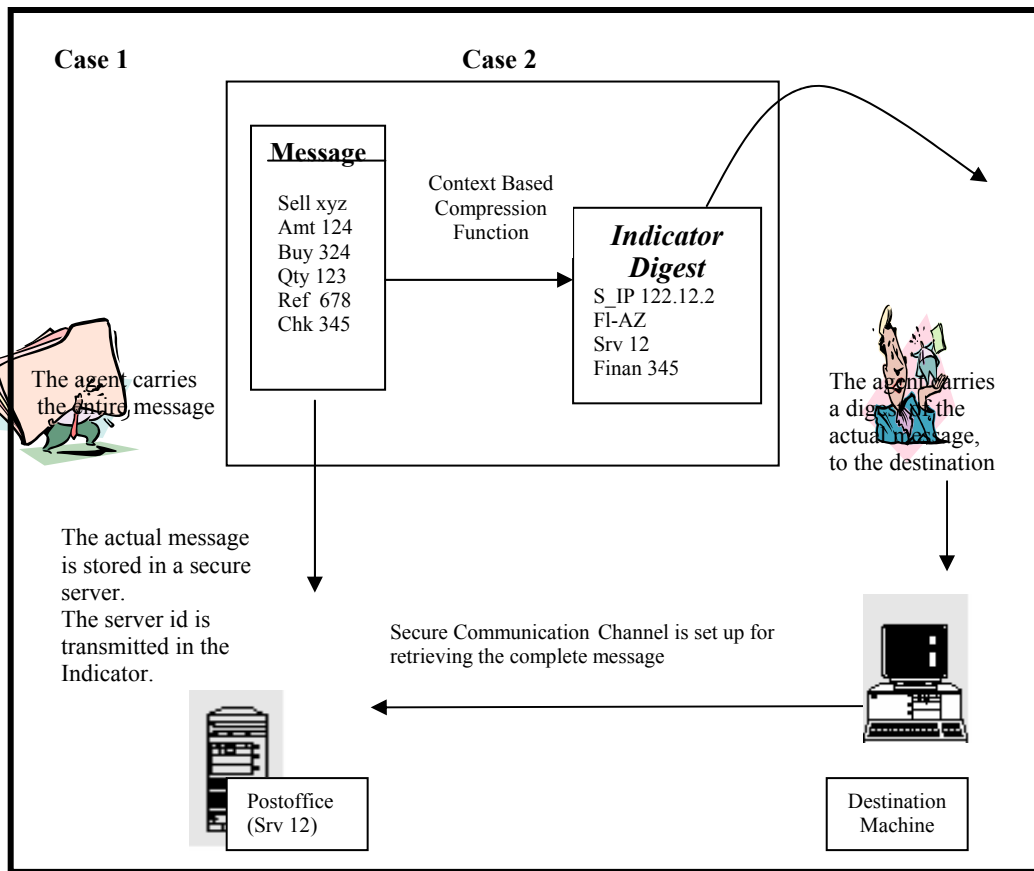 Case 1
Case 2
Message
Sell xyz
Amt 124
Buy 324
Qty 123
Ref 678
Chk 345
Context Based
Compression
Function
Indicator
Digest
S_IP 122.12.2
Fl-AZ
Srv 12
Finan 345
The agent carries
the entire message
The agent carries
a digest of the
actual message,
to the destination
The actual message
is stored in a secure
server.
The server id is
transmitted in the
Indicator.
Secure Communication Channel is set up for
retrieving the complete message
Postoffice
(Srv 12)
Destination
Machine